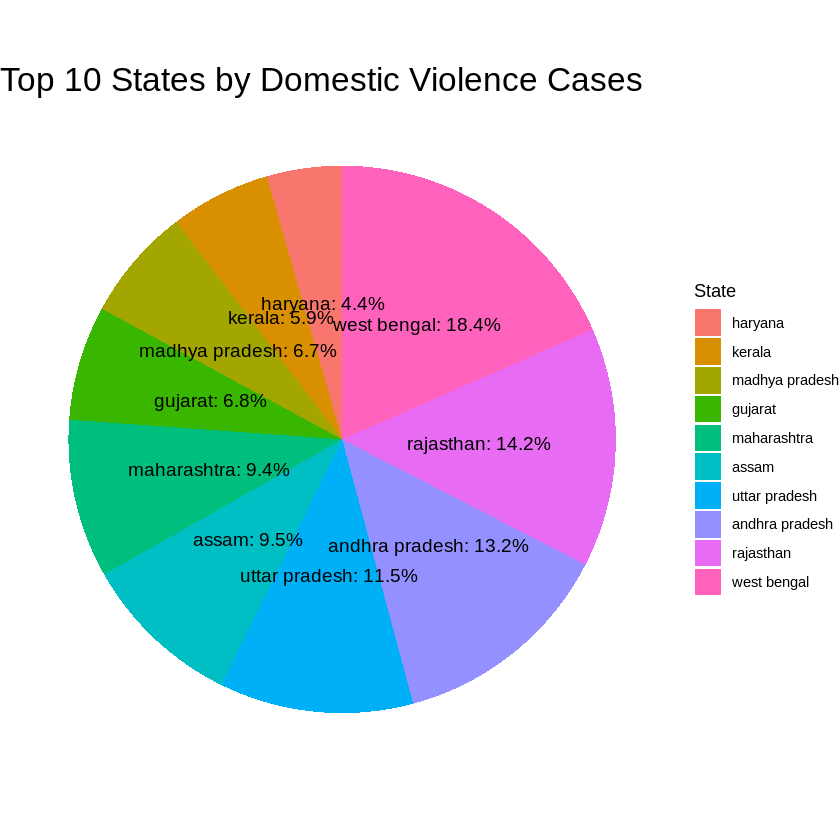 Top 10 States by Domestic Violence Cases
haryana: 4.4%
kerala: 5.9%
west bengal: 18.4%
madhya pradesh: 6.7%
gujarat: 6.8%
rajasthan: 14.2%
maharashtra: 9.4%
assam: 9.5%
andhra pradesh: 13.2%
uttar pradesh: 11.5%
State
haryana
kerala
madhya pradesh
gujarat
maharashtra
assam
uttar pradesh
andhra pradesh
rajasthan
west bengal